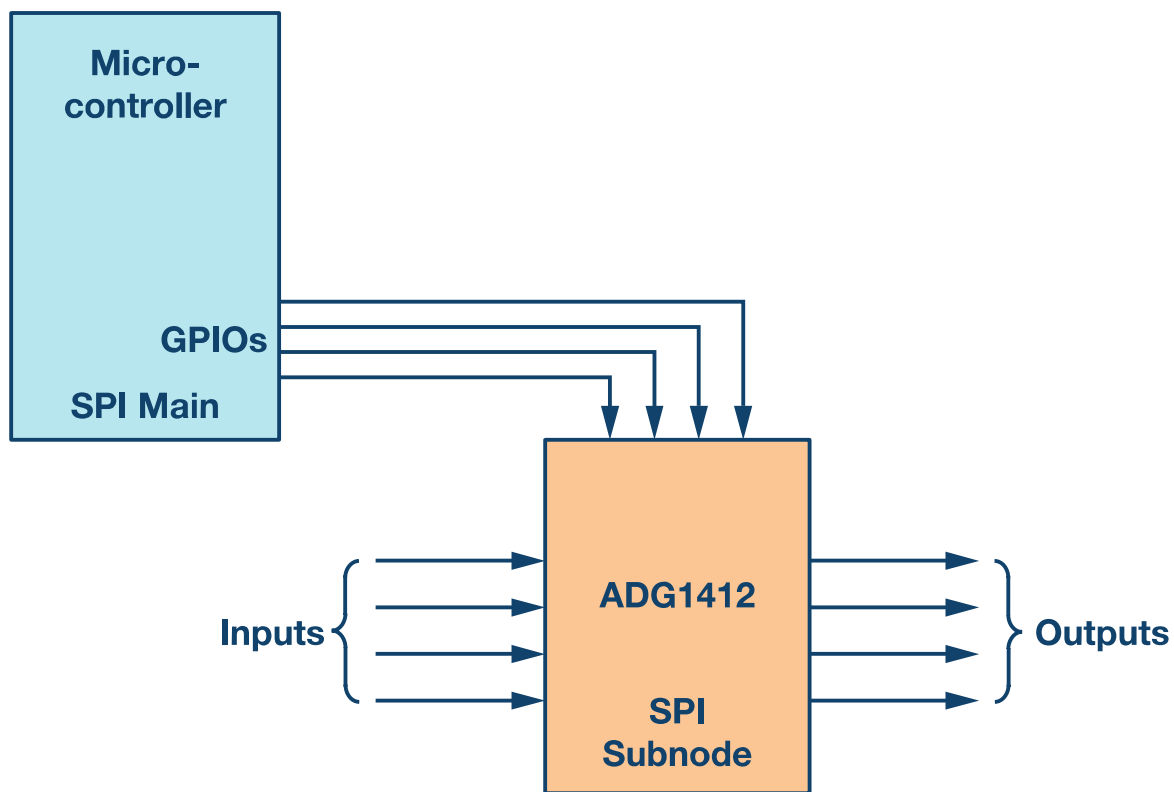 Micro-
controller
GPIOs
SPI Main
ADG1412
Inputs
Outputs
SPI
Subnode